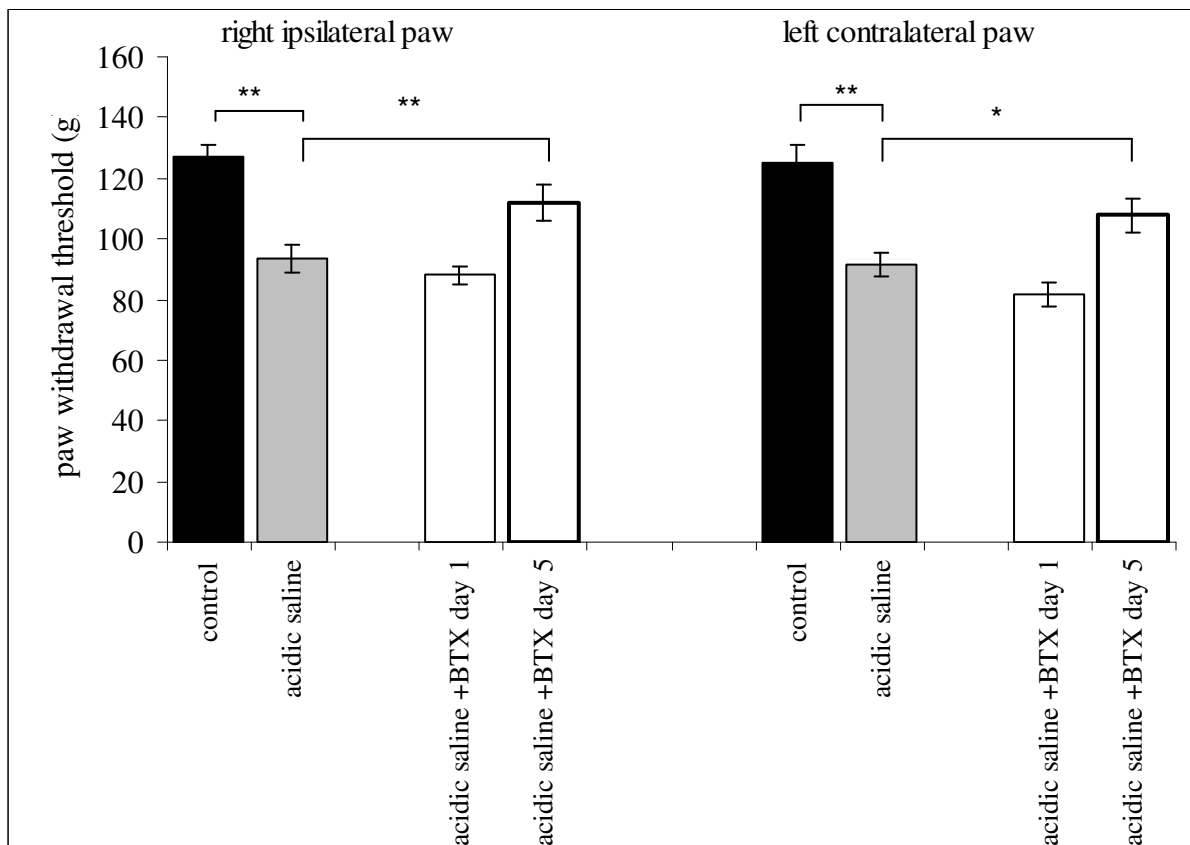 right ipsilateral paw
left contralateral paw
paw withdrawal threshold (g
160
140
120
100
80
60
40
20
0
**
**
**
*
control
acidic saline
acidic saline +BTX day 1
acidic saline +BTX day 5
control
acidic saline
acidic saline +BTX day 1
acidic saline +BTX day 5